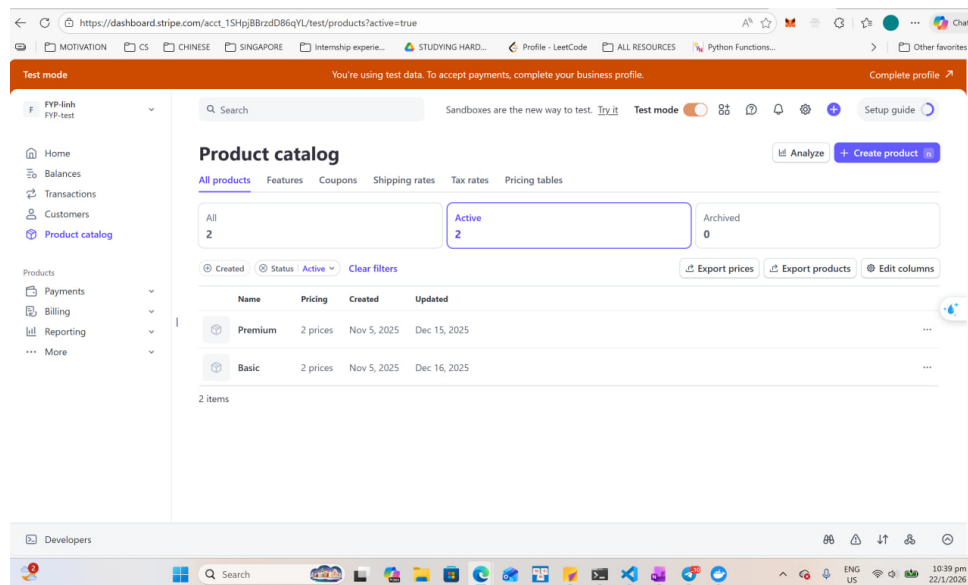 https://dashboard.stripe.com/acct_1SHpjBBrzdD86qYL/test/products?active=true
Chat
MOTIVATION CS CHINESE SINGAPORE Internship experie... STUDYING HARD... Profile - LeetCode ALL RESOURCES Python Functions... Other favorites
Test mode You're using test data. To accept payments, complete your business profile. Complete profile
F FYP-linh
FYP-test
Search Sandboxes are the new way to test. Try it Test mode Setup guide
Home
Balances
Transactions
Customers
Product catalog
Products
Payments
Billing
Reporting
More
Product catalog
Analyze + Create product n
All products Features Coupons Shipping rates Tax rates Pricing tables
All Active Archived
2 2 0
Created Status Active Clear filters Export prices Export products Edit columns
Name Pricing Created Updated
Premium 2 prices Nov 5, 2025 Dec 15, 2025
Basic 2 prices Nov 5, 2025 Dec 16, 2025
2 items
Developers
2 Search ENG 10:39 pm
US 22/1/2026